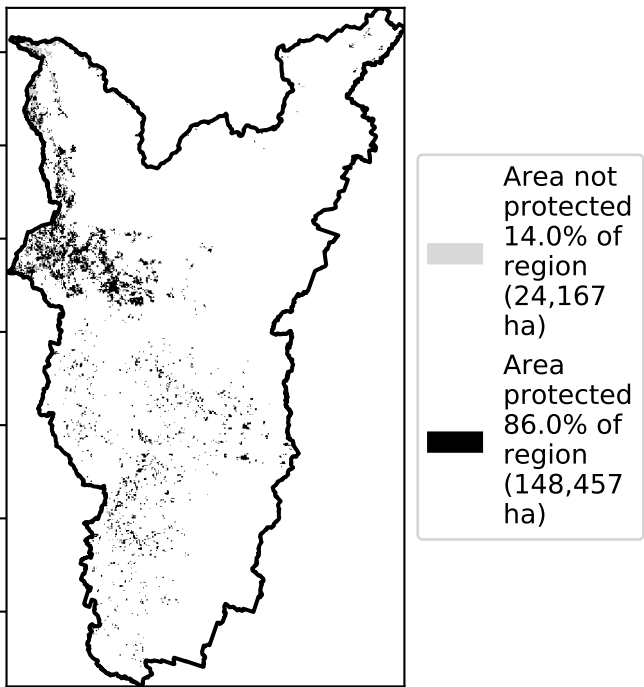 Area not
protected
14.0% of
region
(24,167
ha)
Area
protected
86.0% of
region
(148,457
ha)